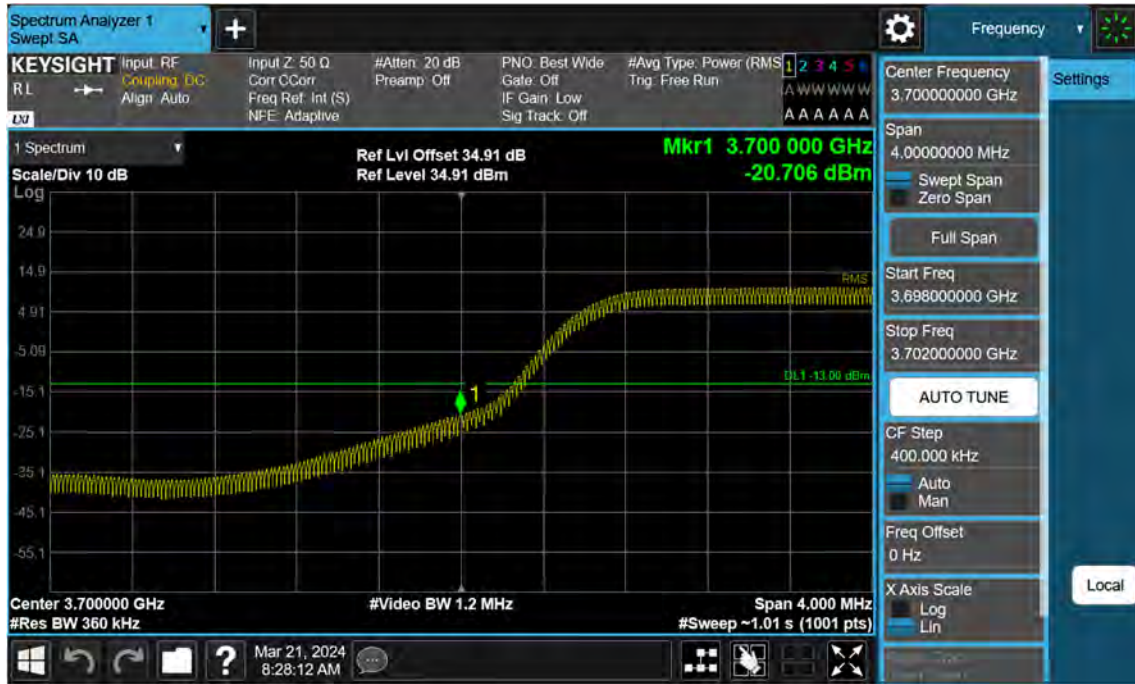 Spectrum Analyzer 1
Swept SA
+
Frequency
KEYSIGHT
RL
LXI
Input: RF
Coupling: DC
Align: Auto
Input Z: 50 Ω
Corr CCorr
Freq Ref: Int (S)
NFE: Adaptive
#Atten: 20 dB
Preamp: Off
PNO: Best Wide
Gate: Off
IF Gain: Low
Sig Track: Off
#Avg Type: Power (RMS
Trig: Free Run
1 2 3 4 5 6
A W W W W W
A A A A A A
1 Spectrum
Scale/Div 10 dB
Ref Lvl Offset 34.91 dB
Ref Level 34.91 dBm
Mkr1 3.700 000 GHz
-20.706 dBm
Log
24.9
14.9
4.91
-5.09
-15.1
-25.1
-35.1
-45.1
-55.1
RMS
DL1 -13.00 dBm
1
Center 3.700000 GHz
#Res BW 360 kHz
#Video BW 1.2 MHz
Span 4.000 MHz
#Sweep ~1.01 s (1001 pts)
Center Frequency
3.700000000 GHz
Span
4.00000000 MHz
Swept Span
Zero Span
Full Span
Start Freq
3.698000000 GHz
Stop Freq
3.702000000 GHz
AUTO TUNE
CF Step
400.000 kHz
Auto
Man
Freq Offset
0 Hz
X Axis Scale
Log
Lin
Settings
Local
?
Mar 21, 2024
8:28:12 AM